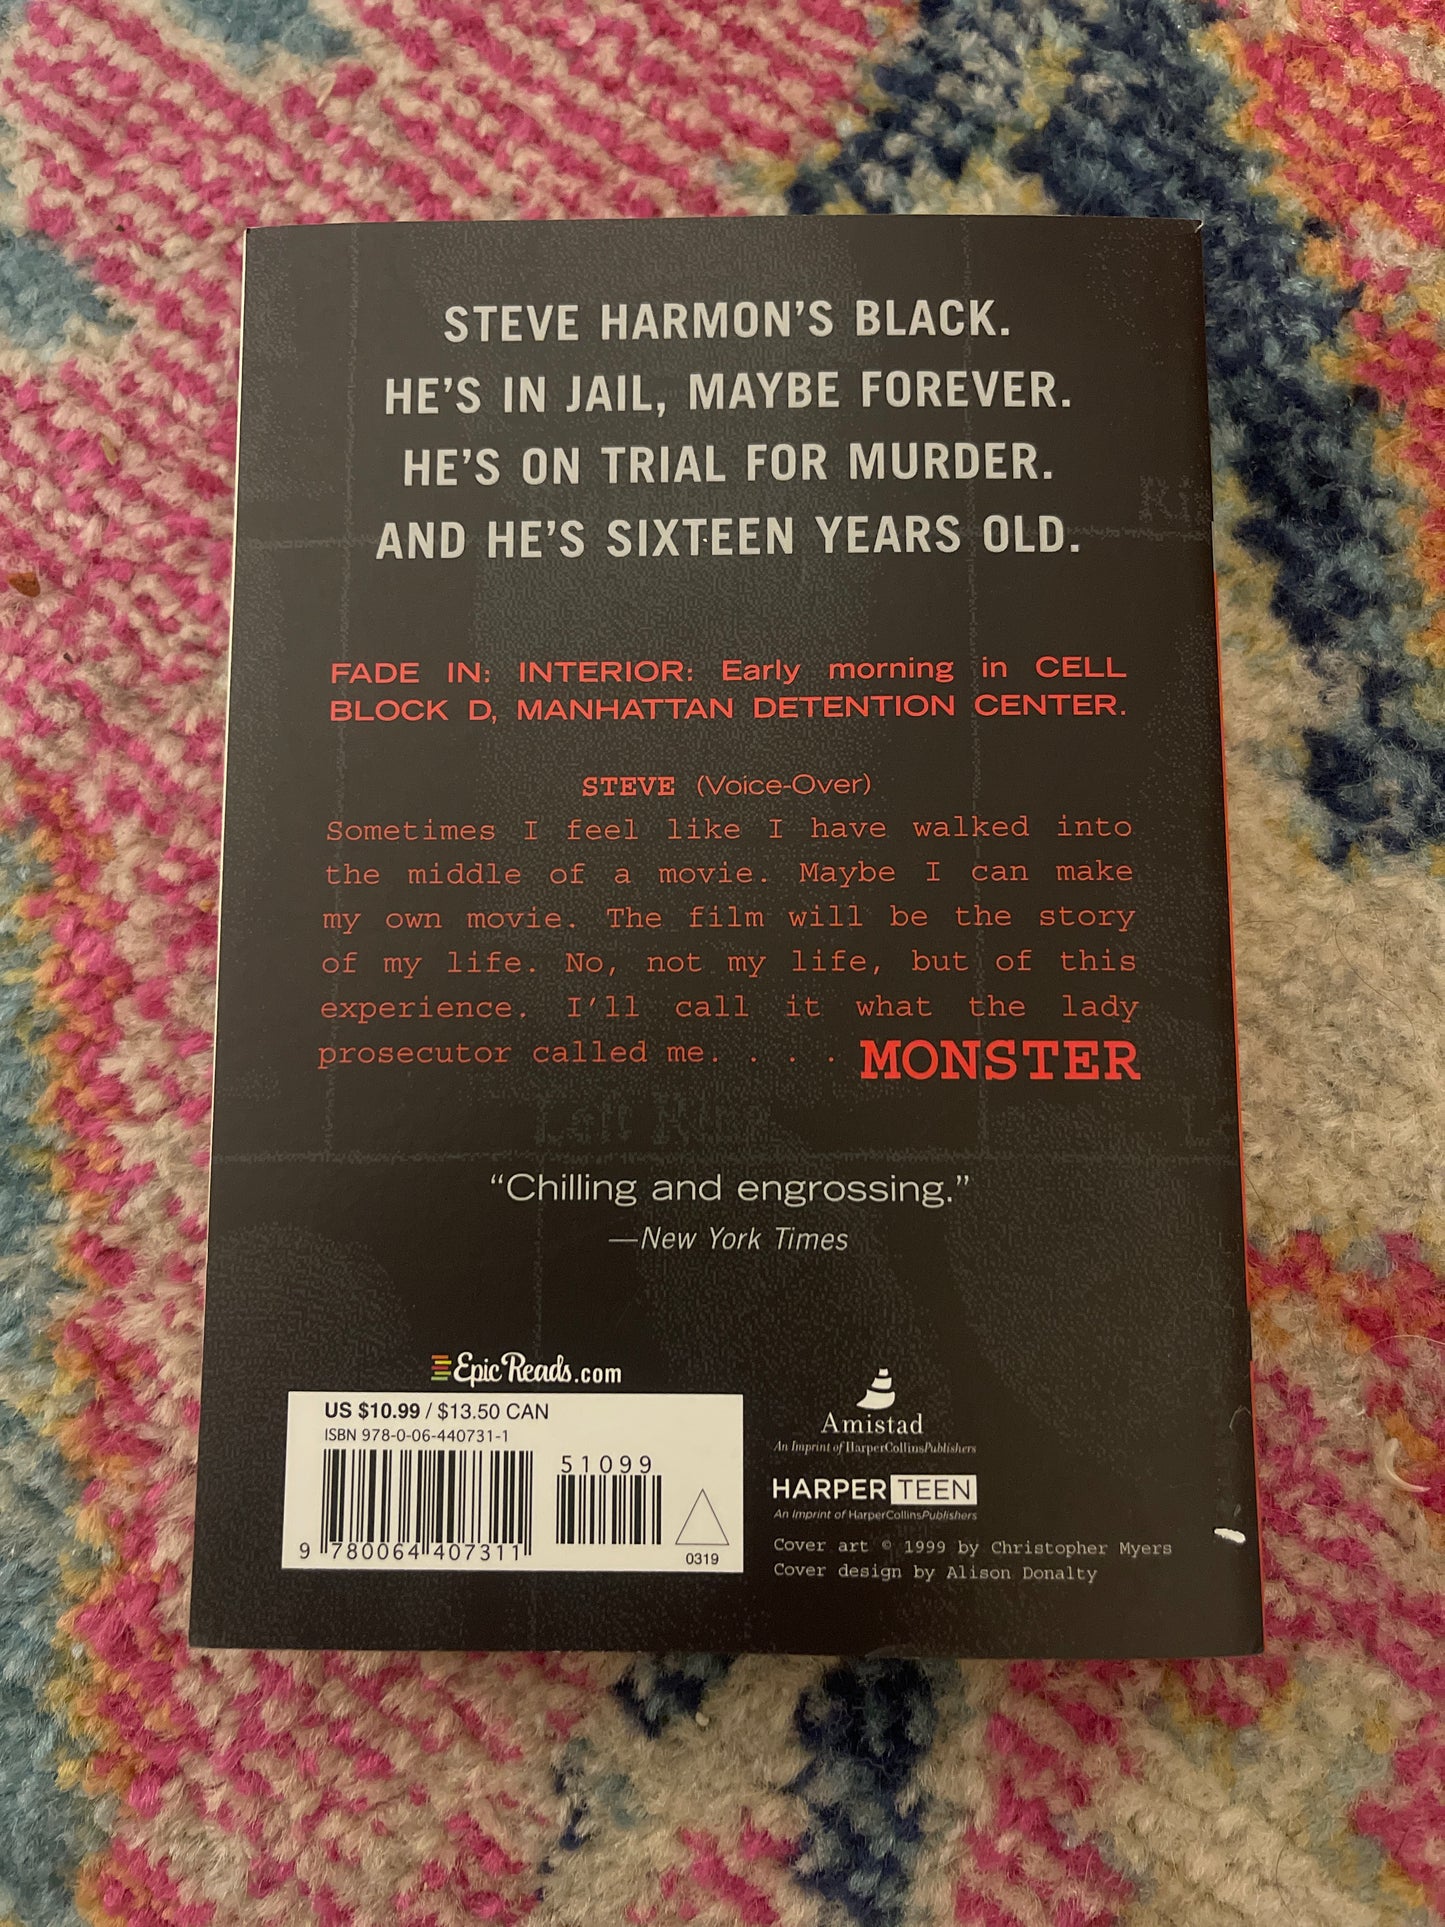 STEVE HARMON'S BLACK.
HE'S IN JAIL, MAYBE FOREVER.
HE'S ON TRIAL FOR MURDER.
AND HE'S SIXTEEN YEARS OLD.
FADE IN: INTERIOR: Early morning in CELL
BLOCK D, MANHATTAN DETENTION CENTER.
STEVE (Voice-Over)
Sometimes I feel like I have walked into
the middle of a movie. Maybe I can make
my own movie. The film will be the story
of my life. No, not my life, but of this
experience. I'll call it what the lady
prosecutor called me. . . . MONSTER
"Chilling and engrossing."
—New York Times
Epic Reads.com
US $10.99 / $13.50 CAN
ISBN 978-0-06-440731-1
51099
9 780064 407311
0319
Amistad
An Imprint of HarperCollinsPublishers
HARPER TEEN
An Imprint of HarperCollinsPublishers
Cover art © 1999 by Christopher Myers
Cover design by Alison Donalty